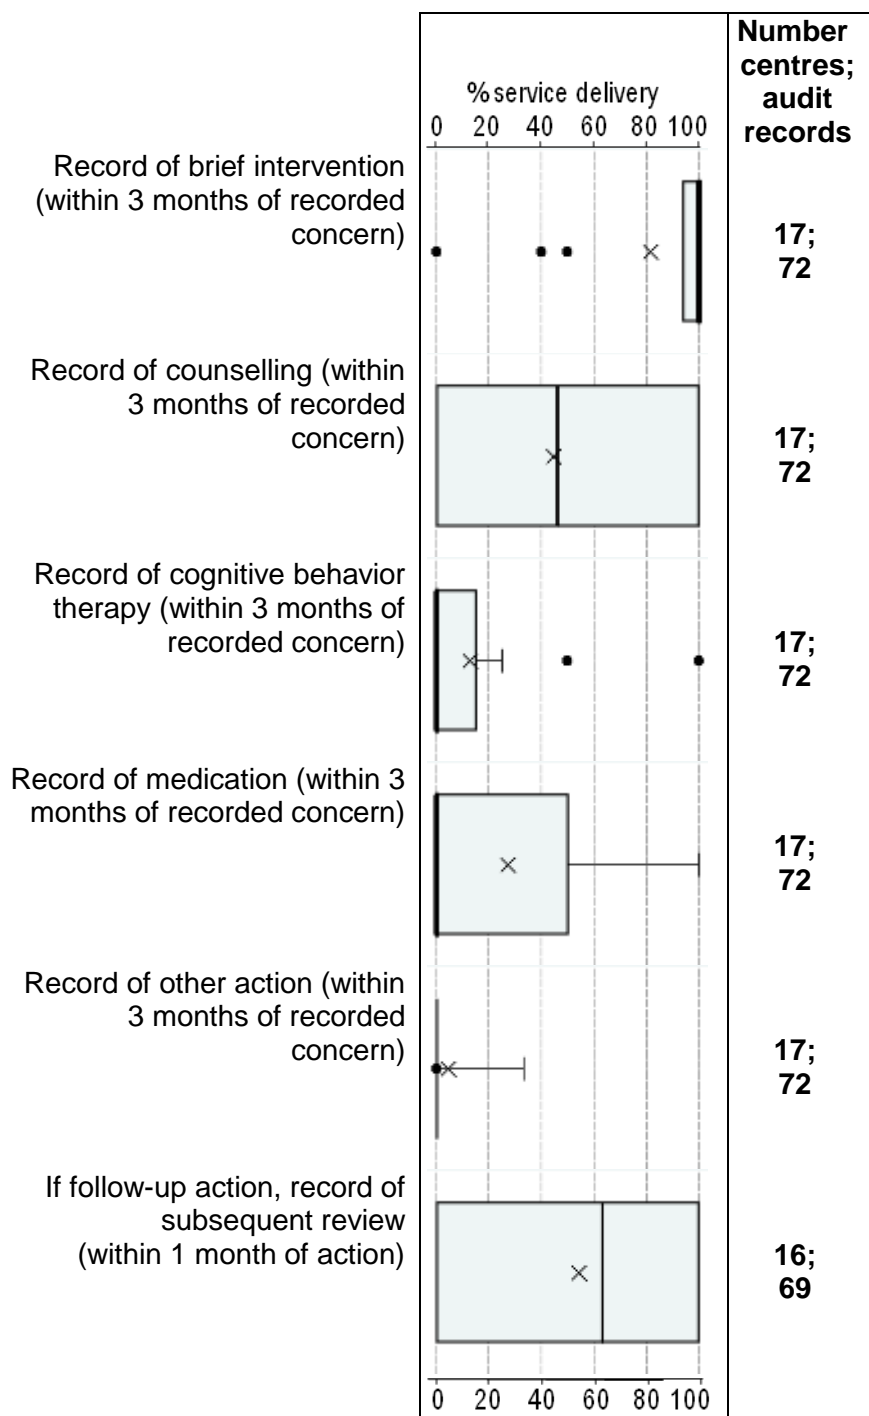 Number
centres;
audit
records
% service delivery
0 20 40 60 80 100
Record of brief intervention
(within 3 months of recorded
concern)
17;
72
Record of counselling (within
3 months of recorded
concern)
17;
72
Record of cognitive behavior
therapy (within 3 months of
recorded concern)
17;
72
Record of medication (within 3
months of recorded concern)
17;
72
Record of other action (within
3 months of recorded
concern)
17;
72
If follow-up action, record of
subsequent review
(within 1 month of action)
16;
69
0 20 40 60 80 100